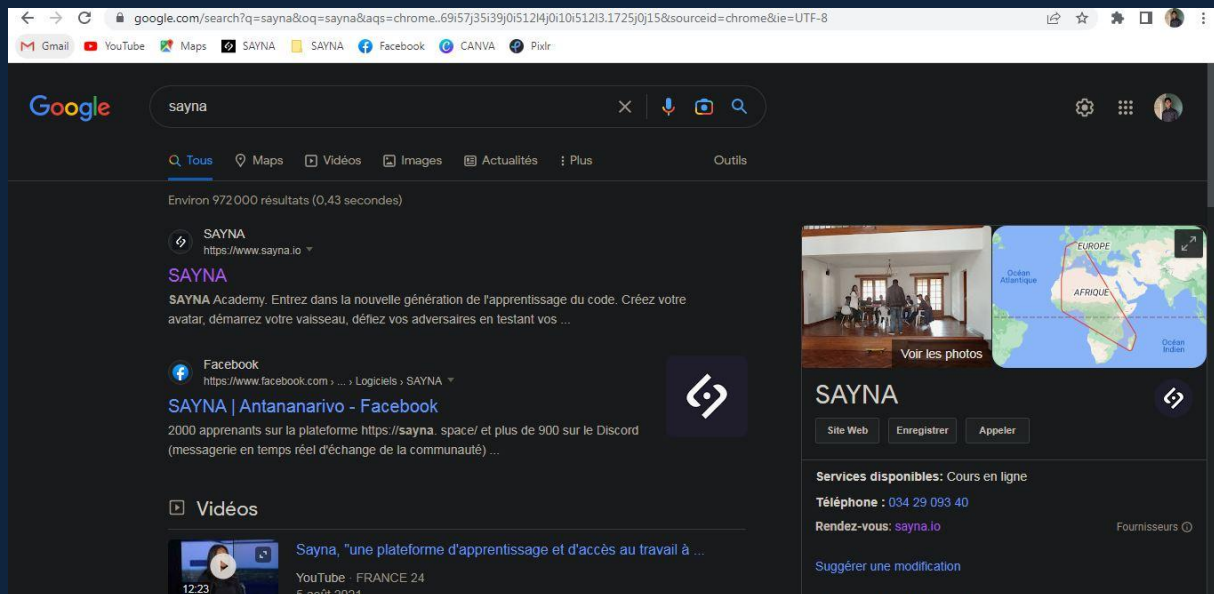 google.com/search?q=sayna&oq=sayna&aqs=chrome..69i57j35i39j0i512l4j0i10i512l3.1725j0j15&sourceid=chrome&ie=UTF-8
Gmail YouTube Maps SAYNA SAYNA Facebook CANVA Pixlr
Google sayna
Tous Maps Vidéos Images Actualités Plus Outils
Environ 972 000 résultats (0,43 secondes)
SAYNA
https://www.sayna.io
SAYNA
SAYNA Academy. Entrez dans la nouvelle génération de l'apprentissage du code. Créez votre
avatar, démarrez votre vaisseau, défiez vos adversaires en testant vos ...
Facebook
https://www.facebook.com › ... › Logiciels › SAYNA
SAYNA | Antananarivo - Facebook
2000 apprenants sur la plateforme https://sayna. space/ et plus de 900 sur le Discord
(messagerie en temps réel d'échange de la communauté) ...
Vidéos
12:23
Sayna, "une plateforme d'apprentissage et d'accès au travail à ...
YouTube · FRANCE 24
5 août 2021
Voir les photos
EUROPE
Océan
Atlantique
AFRIQUE
Océan
Indien
SAYNA
Site Web Enregistrer Appeler
Services disponibles: Cours en ligne
Téléphone : 034 29 093 40
Rendez-vous: sayna.io Fournisseurs
Suggérer une modification